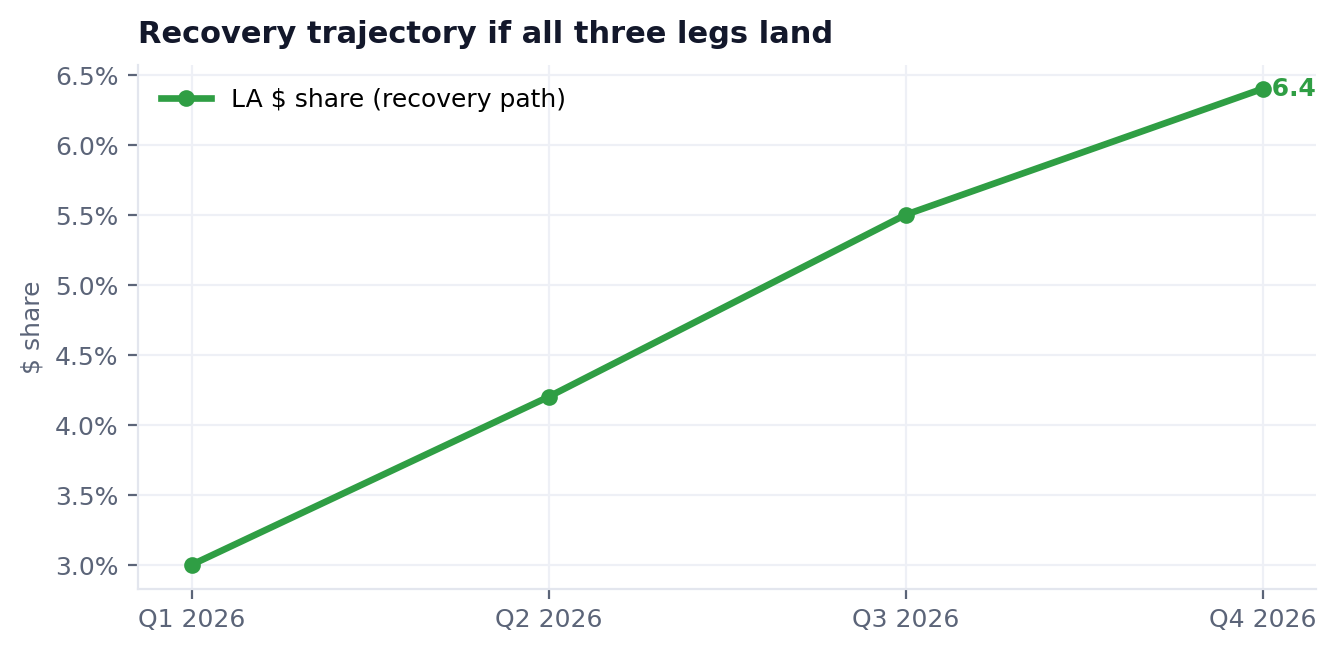 Recovery trajectory if all three legs land
6.5%
LA $ share (recovery path)
6.4
6.0%
5.5%
5.0%
$ share
4.5%
4.0%
3.5%
3.0%
Q1 2026
Q2 2026
Q3 2026
Q4 2026